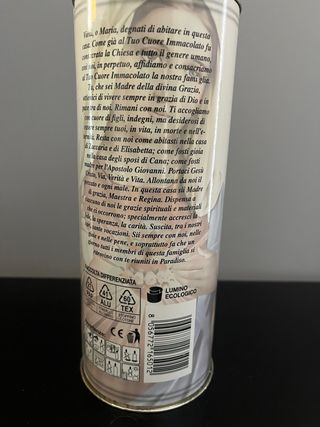 Vieni, o Maria, degnati di abitare in questa
casa. Come già al Tuo Cuore Immacolato fu
consacrata la Chiesa e tutto il genere umano,
noi, in perpetuo, affidiamo e consacriamo
al Tuo Cuore Immacolato la nostra famiglia.
Tu, che sei Madre della divina Grazia,
ottienici di vivere sempre in grazia di Dio e in
pace tra di noi. Rimani con noi. Ti accogliamo
con cuore di figli, indegni, ma desiderosi di
essere sempre tuoi, in vita, in morte e nell'e-
ternità. Resta con noi come abitasti nella casa
di Zaccaria e di Elisabetta; come fosti gioia
nella casa degli sposi di Cana; come fosti
madre per l'Apostolo Giovanni. Portaci Gesù
Cristo, Via, Verità e Vita. Allontana da noi il
peccato e ogni male. In questa casa sii Madre
di Grazia, Maestra e Regina. Dispensa a
ciascuno di noi le grazie spirituali e materiali
che ci occorrono; specialmente accresci la
fede, la speranza, la carità. Suscita, tra i nostri
cari, sante vocazioni. Sii sempre con noi, nelle
gioie e nelle pene, e soprattutto fa che un
giorno tutti i membri di questa famiglia si
ritrovino con te riuniti in Paradiso.
RACCOLTA DIFFERENZIATA
41
ALU
60
TEX
LUMINO
ECOLOGICO
CE
8 056772 165012